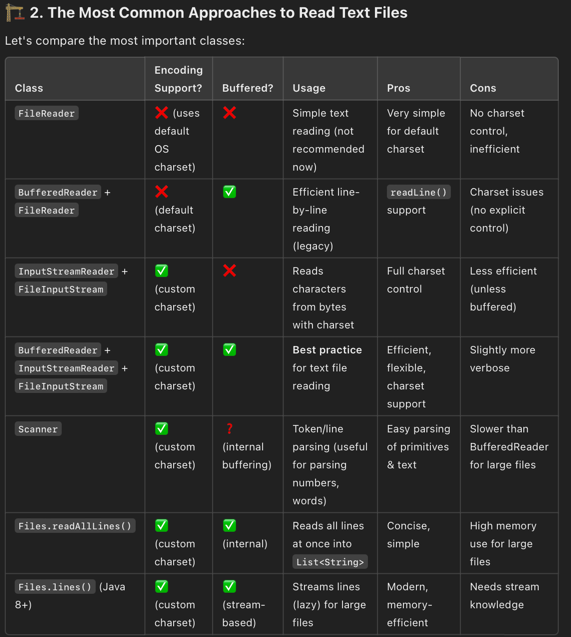 🏗️ 2. The Most Common Approaches to Read Text Files
Let's compare the most important classes:
Class
Encoding
Support?
Buffered?
Usage
Pros
Cons
FileReader
❌ (uses
default
OS
charset)
❌
Simple text
reading (not
recommended
now)
Very simple
for default
charset
No charset
control,
inefficient
BufferedReader +
FileReader
❌
(default
charset)
✅
Efficient line-
by-line
reading
(legacy)
readLine()
support
Charset issues
(no explicit
control)
InputStreamReader +
FileInputStream
✅
(custom
charset)
❌
Reads
characters
from bytes
with charset
Full charset
control
Less efficient
(unless
buffered)
BufferedReader +
InputStreamReader +
FileInputStream
✅
(custom
charset)
✅
Best practice
for text file
reading
Efficient,
flexible,
charset
support
Slightly more
verbose
Scanner
✅
(custom
charset)
❓
(internal
buffering)
Token/line
parsing (useful
for parsing
numbers,
words)
Easy parsing
of primitives
& text
Slower than
BufferedReader
for large files
Files.readAllLines()
✅
(custom
charset)
✅
(internal)
Reads all lines
at once into
List<String>
Concise,
simple
High memory
use for large
files
Files.lines() (Java
8+)
✅
(custom
charset)
✅
(stream-
based)
Streams lines
(lazy) for large
files
Modern,
memory-
efficient
Needs stream
knowledge